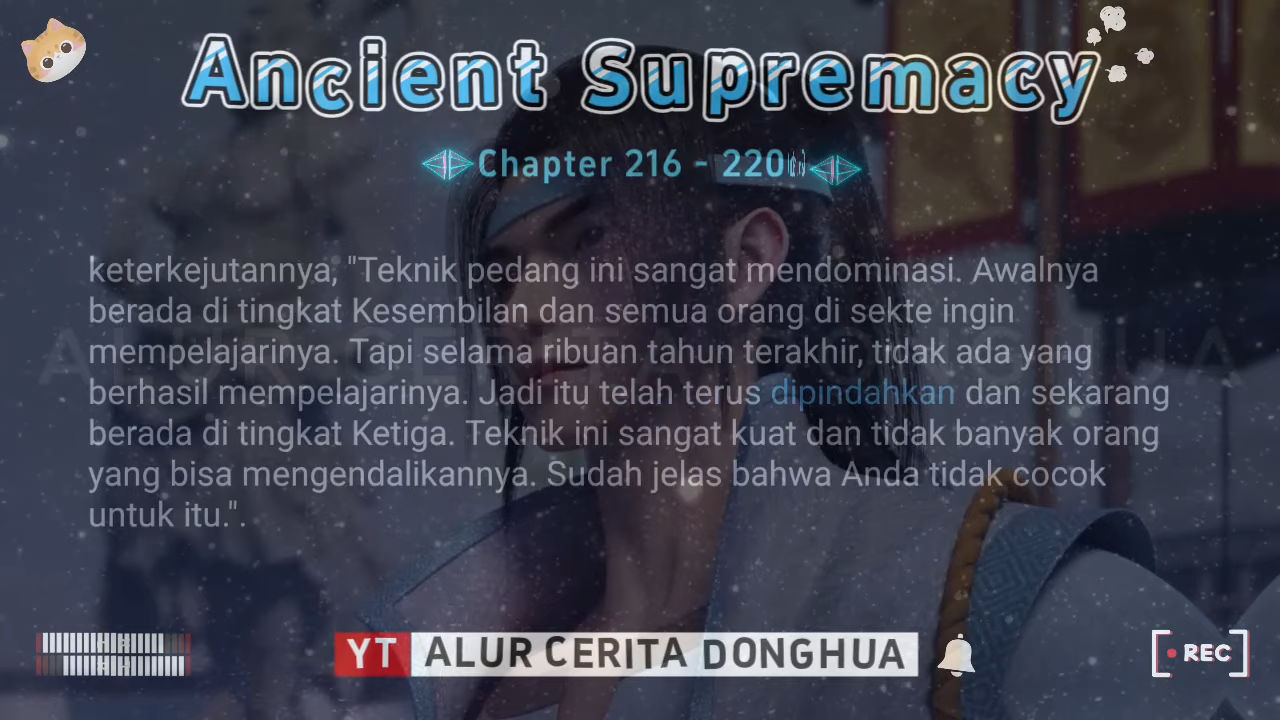 Ancient Supremacy
Chapter 216 - 220
keterkejutannya, "Teknik pedang ini sangat mendominasi. Awalnya
berada di tingkat Kesembilan dan semua orang di sekte ingin
mempelajarinya. Tapi selama ribuan tahun terakhir, tidak ada yang
berhasil mempelajarinya. Jadi itu telah terus dipindahkan dan sekarang
berada di tingkat Ketiga. Teknik ini sangat kuat dan tidak banyak orang
yang bisa mengendalikannya. Sudah jelas bahwa Anda tidak cocok
untuk itu.".
YT ALUR CERITA DONGHUA
REC